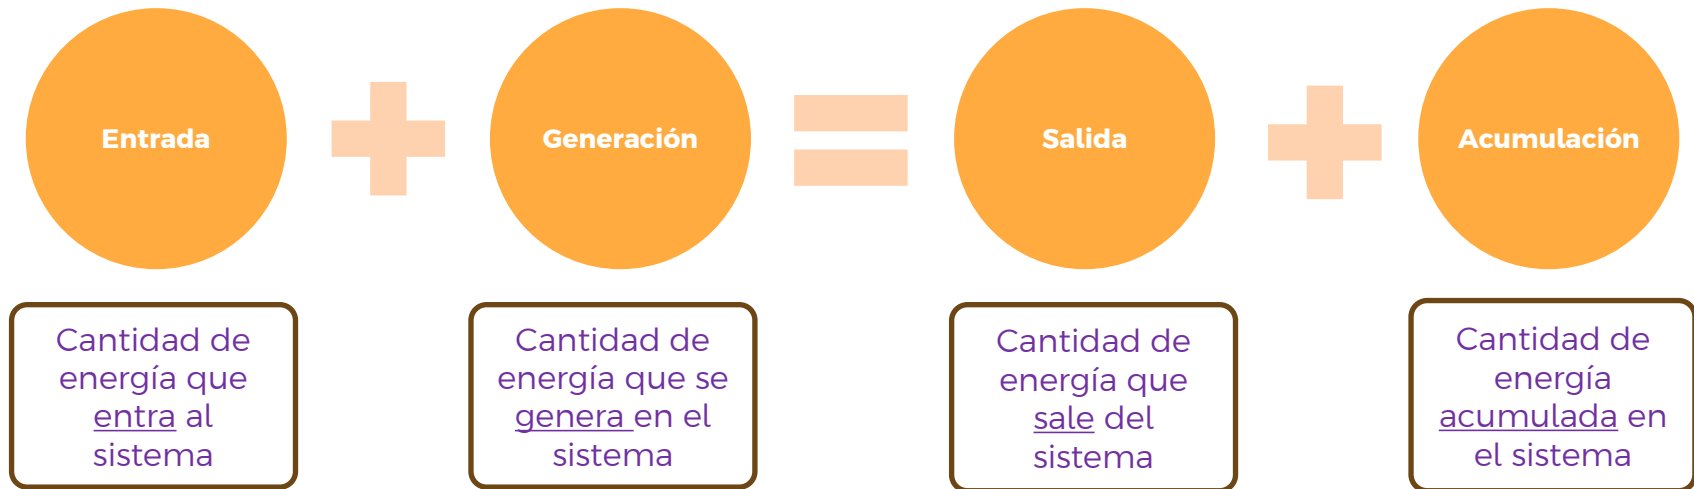 Entrada
Generación
Salida
Acumulación
Cantidad de
energía que
entra al
sistema
Cantidad de
energía que se
genera en el
sistema
Cantidad de
energía que
sale del
sistema
Cantidad de
energía
acumulada en
el sistema